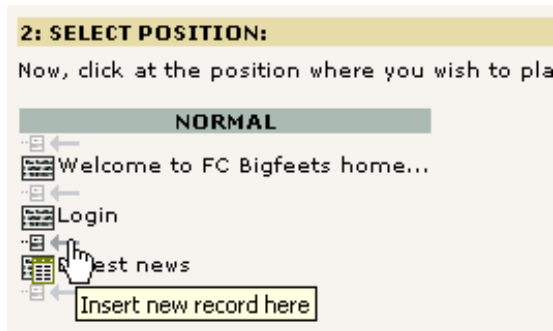 2: SELECT POSITION:
Now, click at the position where you wish to pla
NORMAL
Welcome to FC Bigfeets home...
Login
est news
Insert new record here